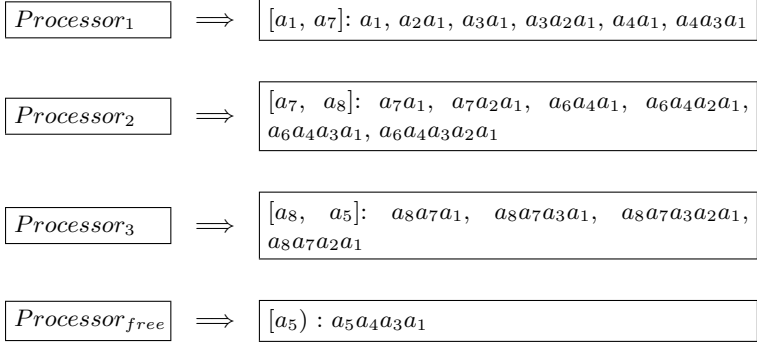 Processor₁ ⟹ [a₁, a₇]: a₁, a₂a₁, a₃a₁, a₃a₂a₁, a₄a₁, a₄a₃a₁
Processor₂ ⟹ [a₇, a₈]: a₇a₁, a₇a₂a₁, a₆a₄a₁, a₆a₄a₂a₁,
a₆a₄a₃a₁, a₆a₄a₃a₂a₁
Processor₃ ⟹ [a₈, a₅]: a₈a₇a₁, a₈a₇a₃a₁, a₈a₇a₃a₂a₁,
a₈a₇a₂a₁
Processor_free ⟹ [a₅) : a₅a₄a₃a₁